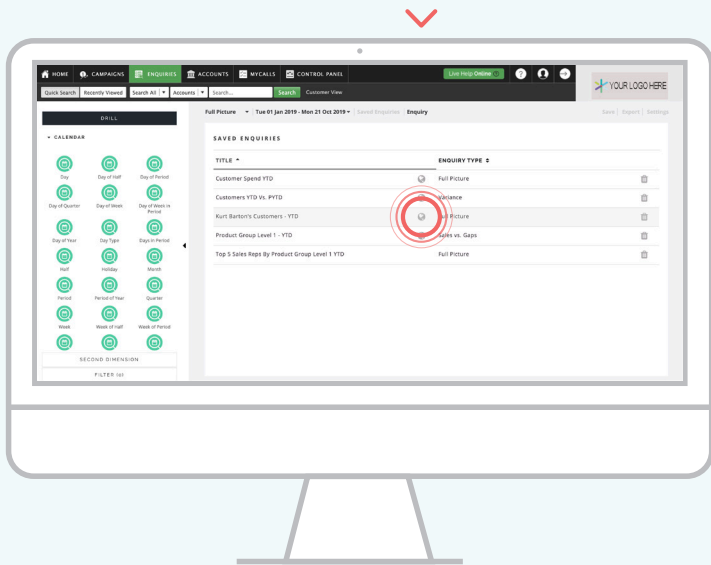 HOME CAMPAIGNS ENQUIRIES ACCOUNTS MYCALLS CONTROL PANEL Live Help Online ?
Quick Search Recently Viewed Search All Accounts Search... Search Customer View
YOUR LOGO HERE
DRILL
Full Picture Tue 01 Jan 2019 - Mon 21 Oct 2019 Saved Enquiries Enquiry Save Export Settings
CALENDAR
Day Day of Half Day of Period
Day of Quarter Day of Week Day of Week in
Period
Day of Year Day Type Days in Period
Half Holiday Month
Period Period of Year Quarter
Week Week of Half Week of Period
SECOND DIMENSION
SAVED ENQUIRIES
TITLE ENQUIRY TYPE
Customer Spend YTD Full Picture
Customers YTD Vs. PYTD Variance
Kurt Barton's Customers - YTD Full Picture
Product Group Level 1 - YTD Sales vs. Gaps
Top 5 Sales Reps By Product Group Level 1 YTD Full Picture
FILTER